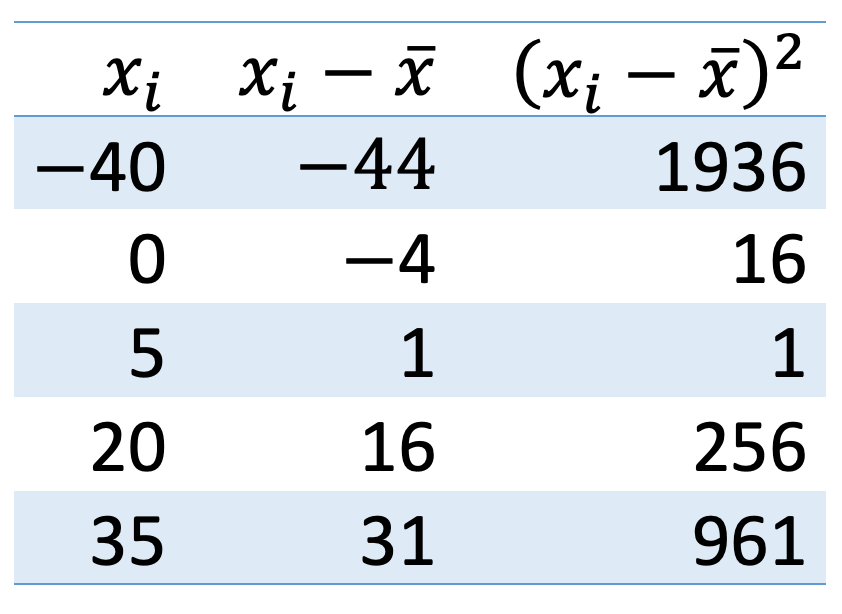 xᵢ xᵢ − x̄ (xᵢ − x̄)²
−40 −44 1936
0 −4 16
5 1 1
20 16 256
35 31 961